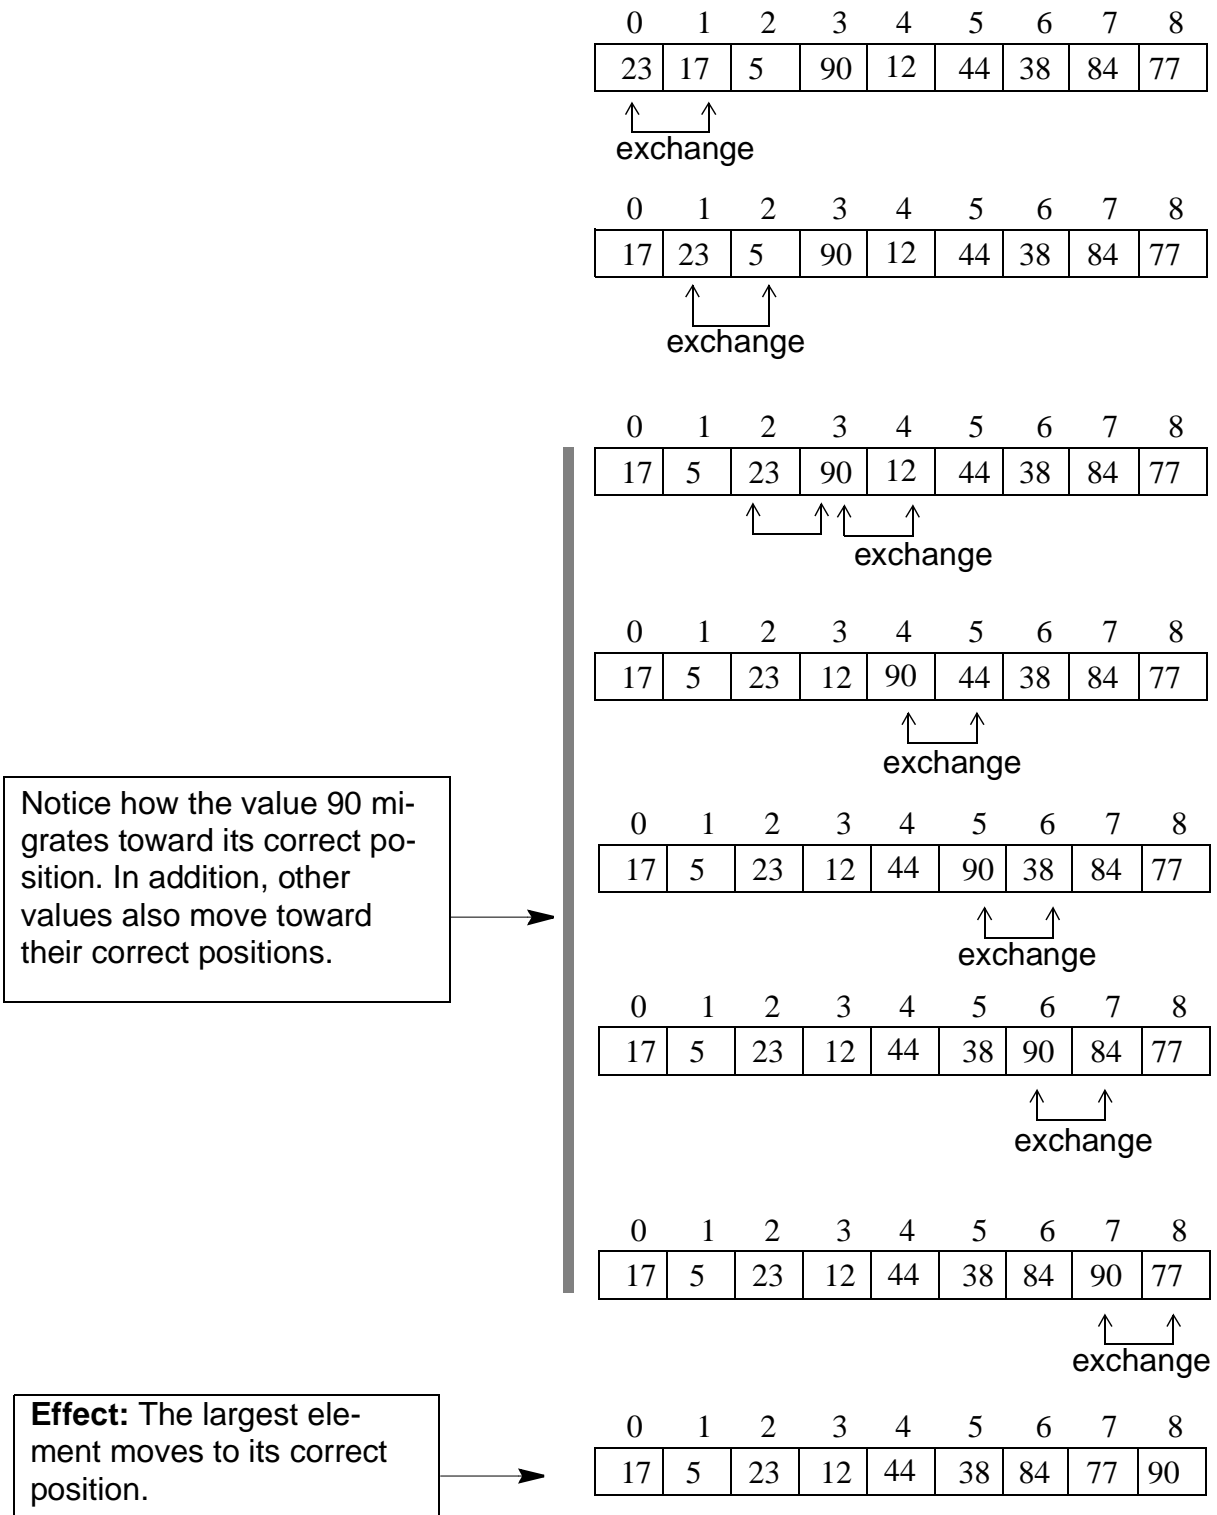 0 1 2 3 4 5 6 7 8
23 17 5 90 12 44 38 84 77
exchange
0 1 2 3 4 5 6 7 8
17 23 5 90 12 44 38 84 77
exchange
0 1 2 3 4 5 6 7 8
17 5 23 90 12 44 38 84 77
exchange
0 1 2 3 4 5 6 7 8
17 5 23 12 90 44 38 84 77
exchange
Notice how the value 90 mi-
grates toward its correct po-
sition. In addition, other
values also move toward
their correct positions.
0 1 2 3 4 5 6 7 8
17 5 23 12 44 90 38 84 77
exchange
0 1 2 3 4 5 6 7 8
17 5 23 12 44 38 90 84 77
exchange
0 1 2 3 4 5 6 7 8
17 5 23 12 44 38 84 90 77
exchange
Effect: The largest ele-
ment moves to its correct
position.
0 1 2 3 4 5 6 7 8
17 5 23 12 44 38 84 77 90